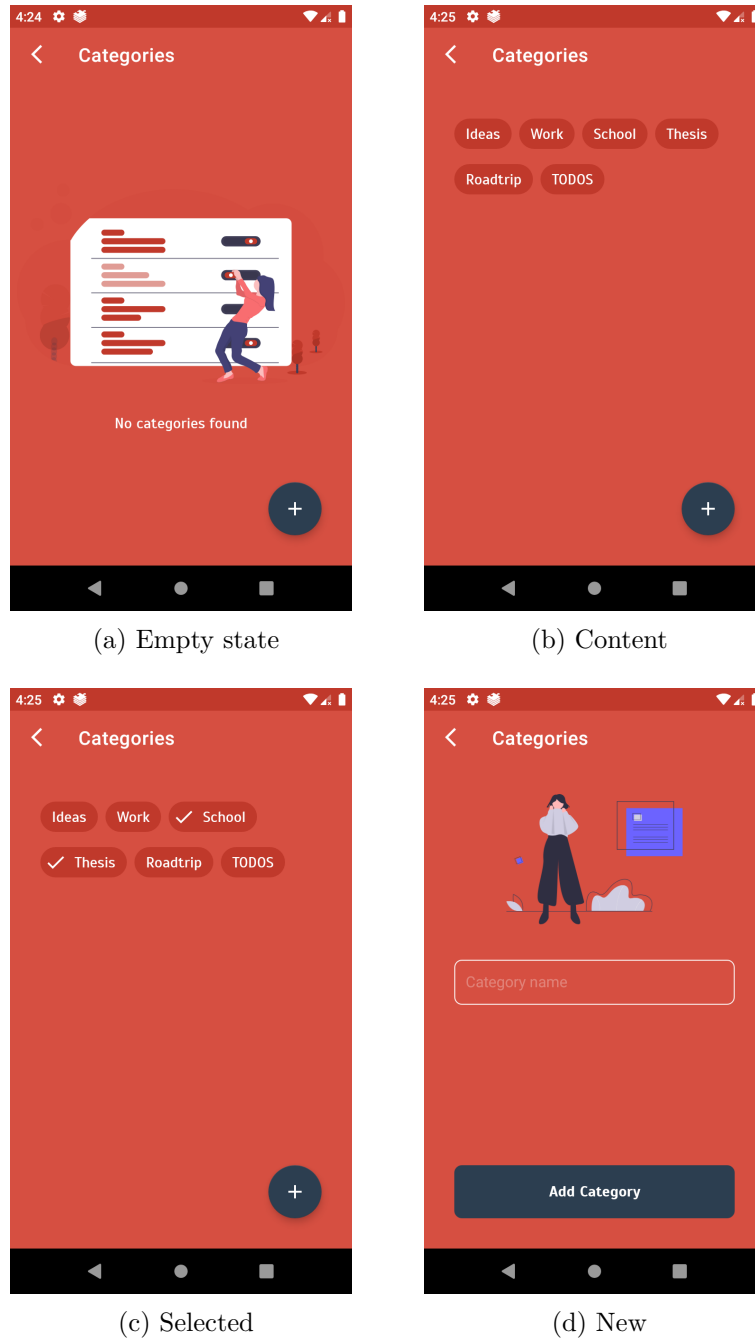 4:24
Categories
No categories found
+
(a) Empty state
4:25
Categories
Ideas Work School Thesis
Roadtrip TODOS
+
(b) Content
4:25
Categories
Ideas Work ✓ School
✓ Thesis Roadtrip TODOS
+
(c) Selected
4:25
Categories
Category name
Add Category
(d) New